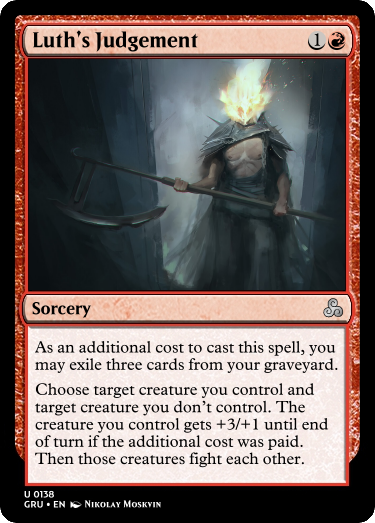 Luth's Judgement 1
Sorcery
As an additional cost to cast this spell, you
may exile three cards from your graveyard.
Choose target creature you control and
target creature you don't control. The
creature you control gets +3/+1 until end
of turn if the additional cost was paid.
Then those creatures fight each other.
U 0138
GRU • EN Nikolay Moskvin